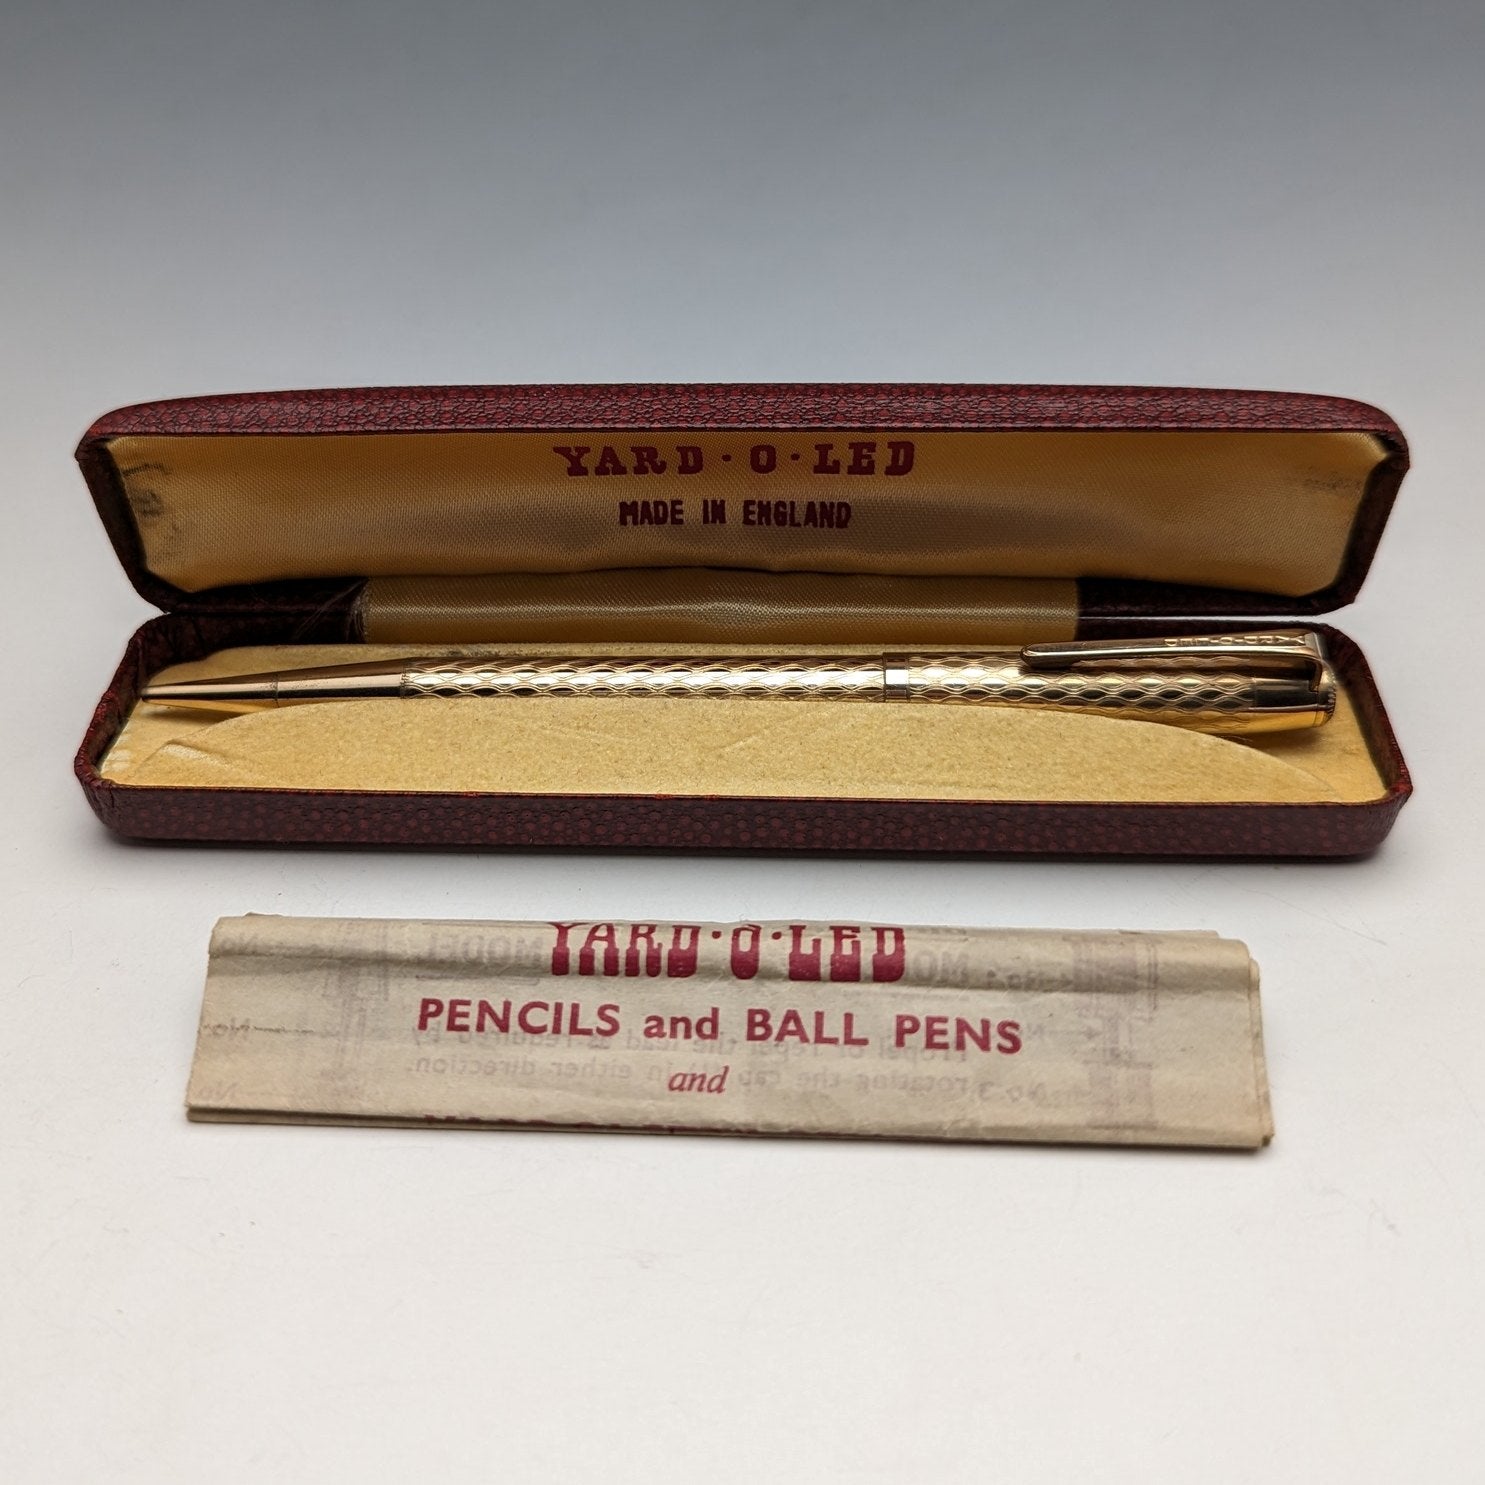 YARD·O·LED
MADE IN ENGLAND
YARD·O·LED
YARD·O·LED
PENCILS and BALL PENS
and